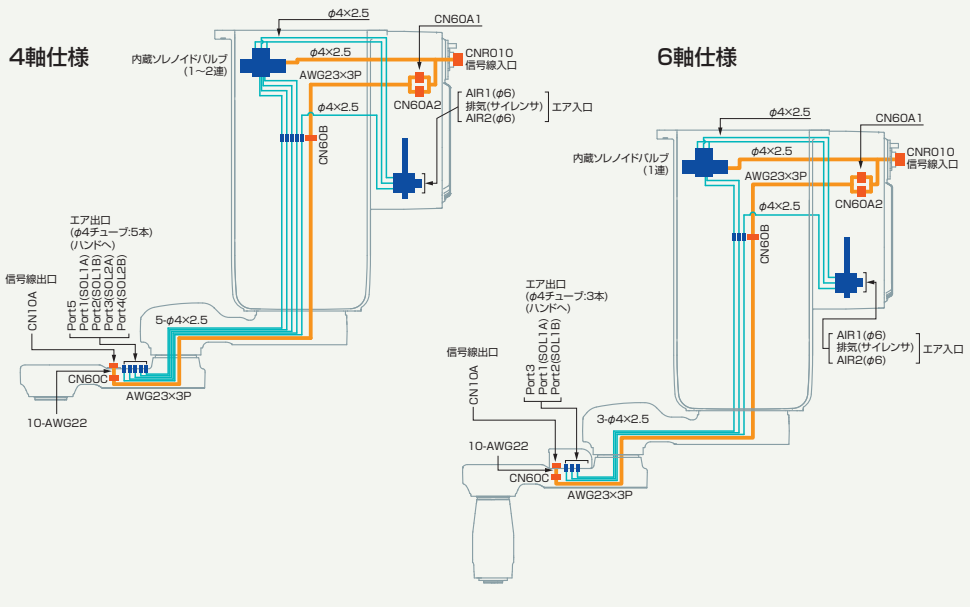 4軸仕様
φ4×2.5
CN60A1
内蔵ソレノイドバルブ
(1〜2連)
φ4×2.5
CNR010
信号線入口
AWG23×3P
CN60A2
φ4×2.5
AIR1(φ6)
排気(サイレンサ)
AIR2(φ6)
エア入口
CN60B
エア出口
(φ4チューブ:5本)
(ハンドへ)
信号線出口
CN10A
Port5
Port1(SOL1A)
Port2(SOL1B)
Port3(SOL2A)
Port4(SOL2B)
5-φ4×2.5
CN60C
AWG23×3P
10-AWG22
6軸仕様
φ4×2.5
CN60A1
内蔵ソレノイドバルブ
(1連)
φ4×2.5
CNR010
信号線入口
AWG23×3P
CN60A2
φ4×2.5
CN60B
AIR1(φ6)
排気(サイレンサ)
AIR2(φ6)
エア入口
エア出口
(φ4チューブ:3本)
(ハンドへ)
信号線出口
CN10A
Port3
Port1(SOL1A)
Port2(SOL1B)
3-φ4×2.5
10-AWG22
CN60C
AWG23×3P